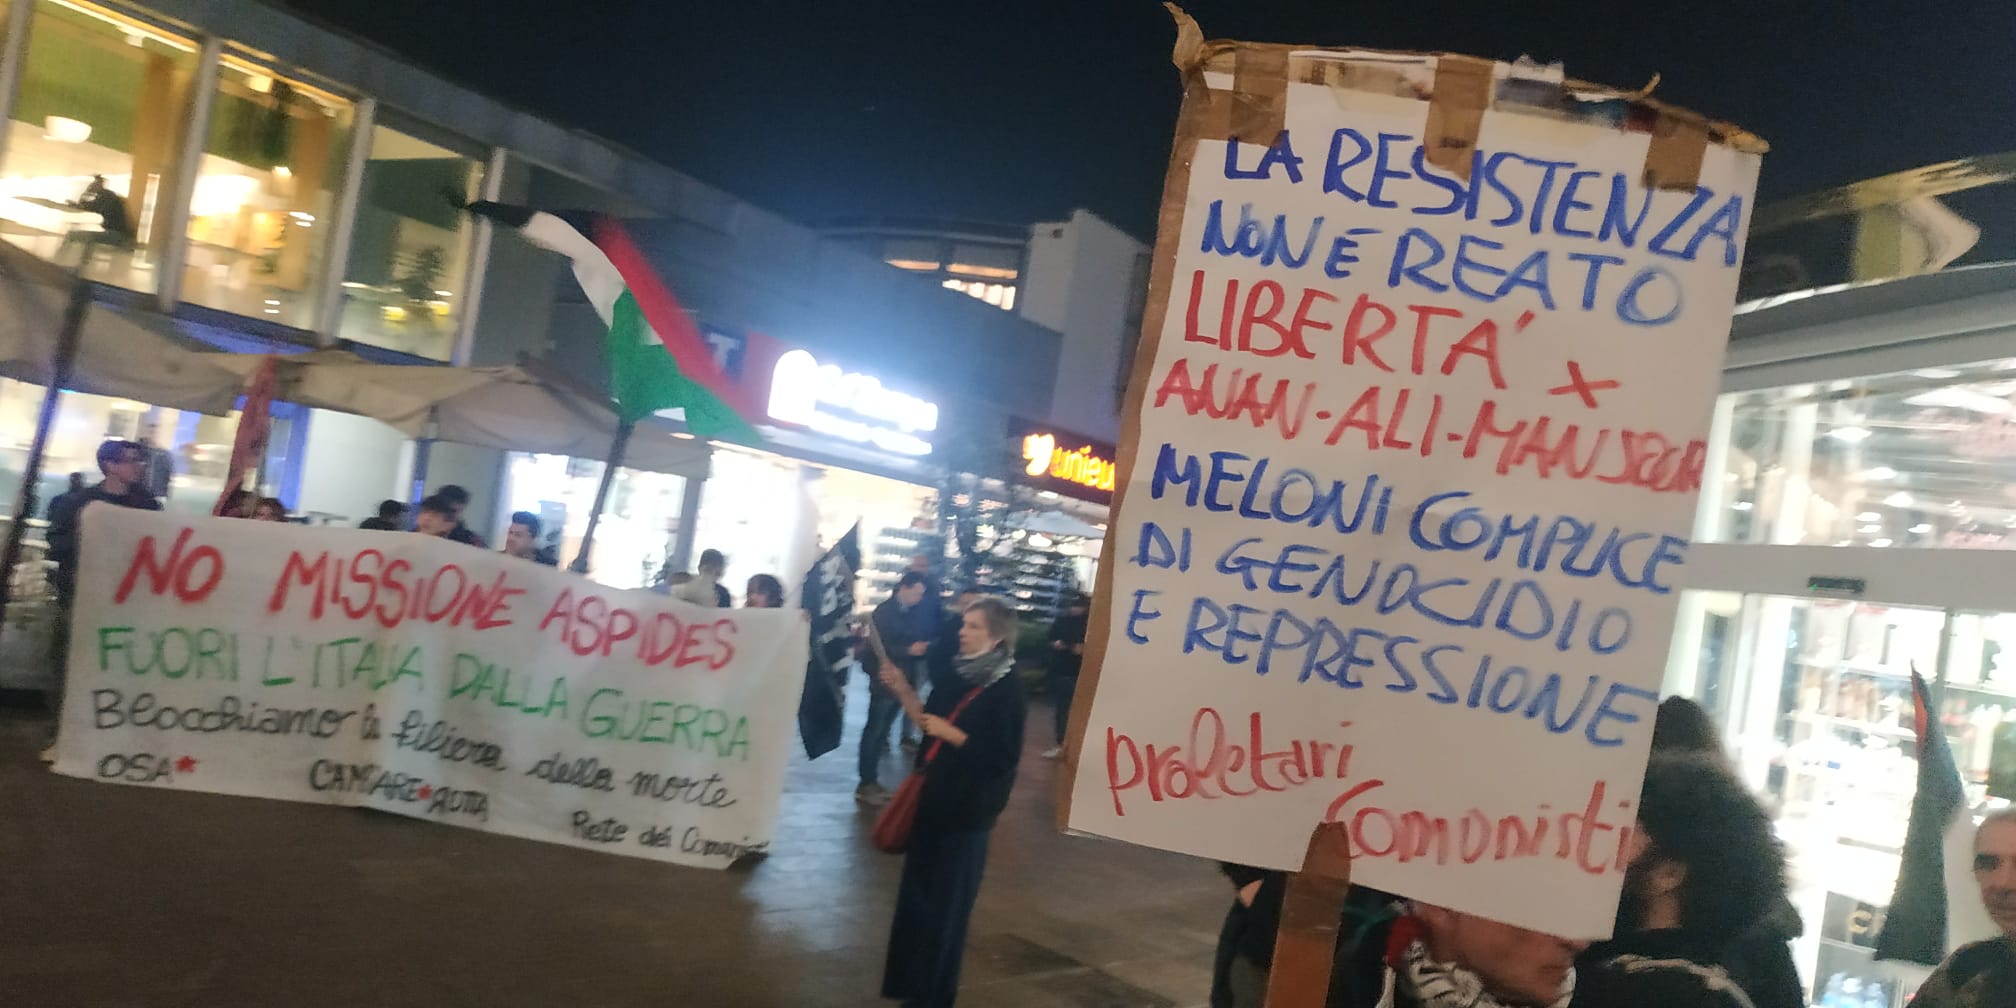 NO MISSIONE ASPIDES
FUORI L'ITALIA DALLA GUERRA
Blocchiamo la filiera della morte
OSA*
CAMBIARE*ROTTA
Rete dei Comunisti
LA RESISTENZA
NON È REATO
LIBERTA' x
ANAN-ALI-MANSOUR
MELONI COMPLICE
DI GENOCIDIO
E REPRESSIONE
proletari
Comunisti